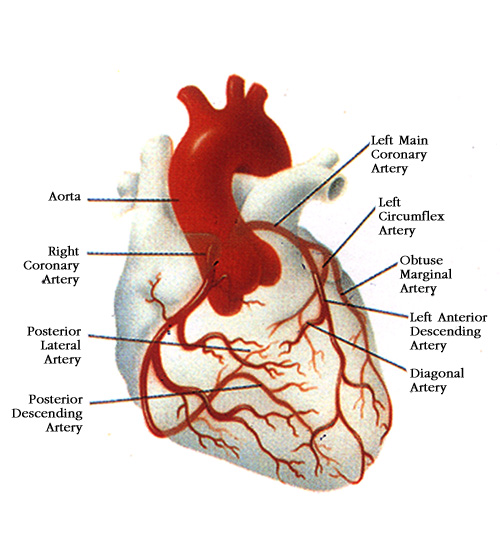 Left Main
Coronary
Artery
Aorta
Left
Circumflex
Artery
Right
Coronary
Artery
Obtuse
Marginal
Artery
Left Anterior
Descending
Artery
Posterior
Lateral
Artery
Diagonal
Artery
Posterior
Descending
Artery